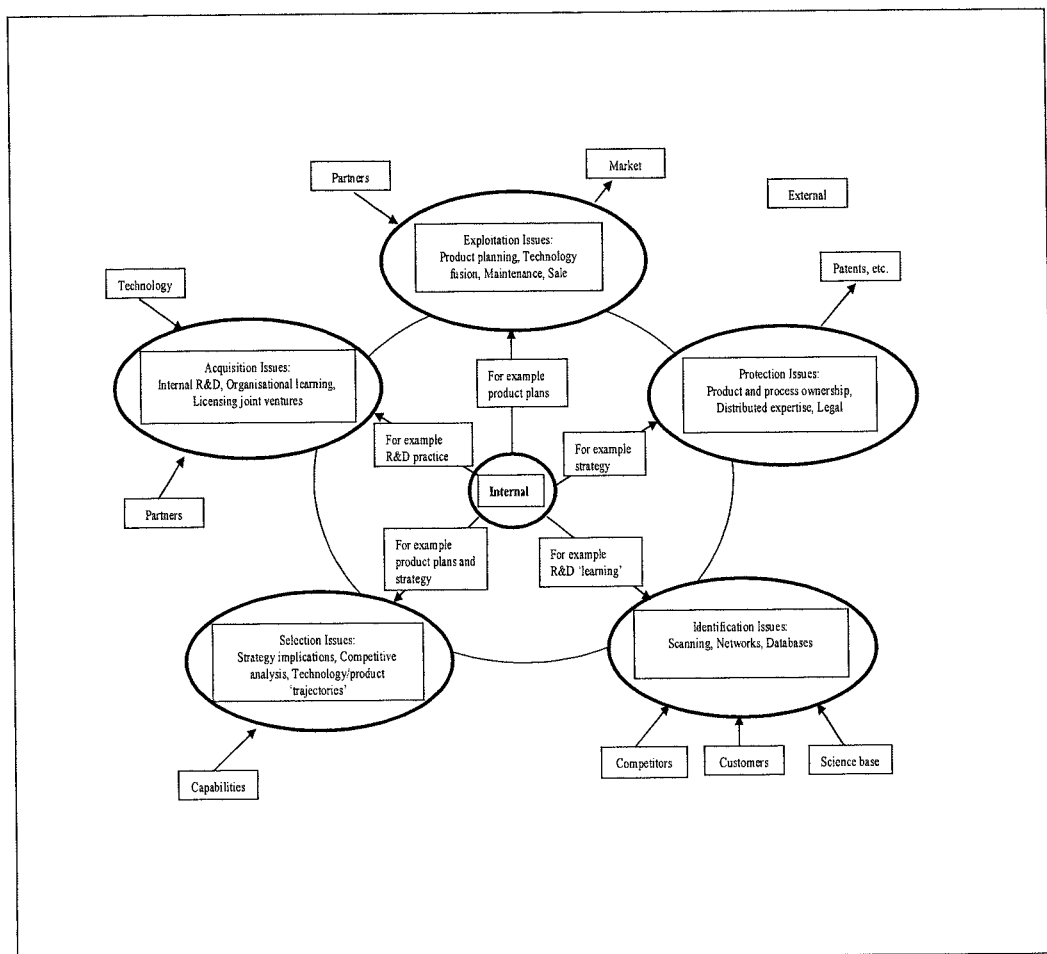 Partners
Market
External
Exploitation Issues:
Product planning, Technology
fusion, Maintenance, Sale
Patents, etc.
Technology
Acquisition Issues:
Internal R&D, Organisational learning,
Licensing joint ventures
For example
product plans
Protection Issues:
Product and process ownership,
Distributed expertise, Legal
For example
R&D practice
For example
strategy
Internal
Partners
For example
product plans and
strategy
For example
R&D 'learning'
Selection Issues:
Strategy implications, Competitive
analysis, Technology/product
'trajectories'
Identification Issues:
Scanning, Networks, Databases
Capabilities
Competitors
Customers
Science base